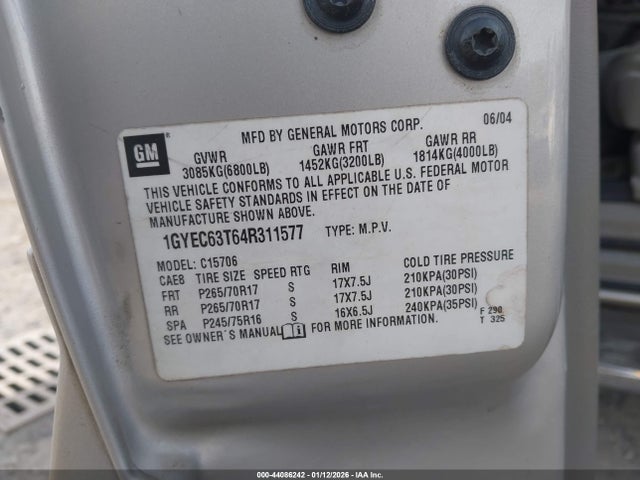 MFD BY GENERAL MOTORS CORP. 06/04
GM
GVWR GAWR FRT GAWR RR
3085KG(6800LB) 1452KG(3200LB) 1814KG(4000LB)
THIS VEHICLE CONFORMS TO ALL APPLICABLE U.S. FEDERAL MOTOR
VEHICLE SAFETY STANDARDS IN EFFECT ON THE DATE OF
MANUFACTURE SHOWN ABOVE.
1GYEC63T64R311577 TYPE: M.P.V.
MODEL: C15706
CAE8 TIRE SIZE SPEED RTG RIM COLD TIRE PRESSURE
FRT P265/70R17 S 17X7.5J 210KPA(30PSI)
RR P265/70R17 S 17X7.5J 210KPA(30PSI)
SPA P245/75R16 S 16X6.5J 240KPA(35PSI)
SEE OWNER'S MANUAL FOR MORE INFORMATION.
F 290
T 325
000-44086242 - 01/12/2026 - IAA Inc.